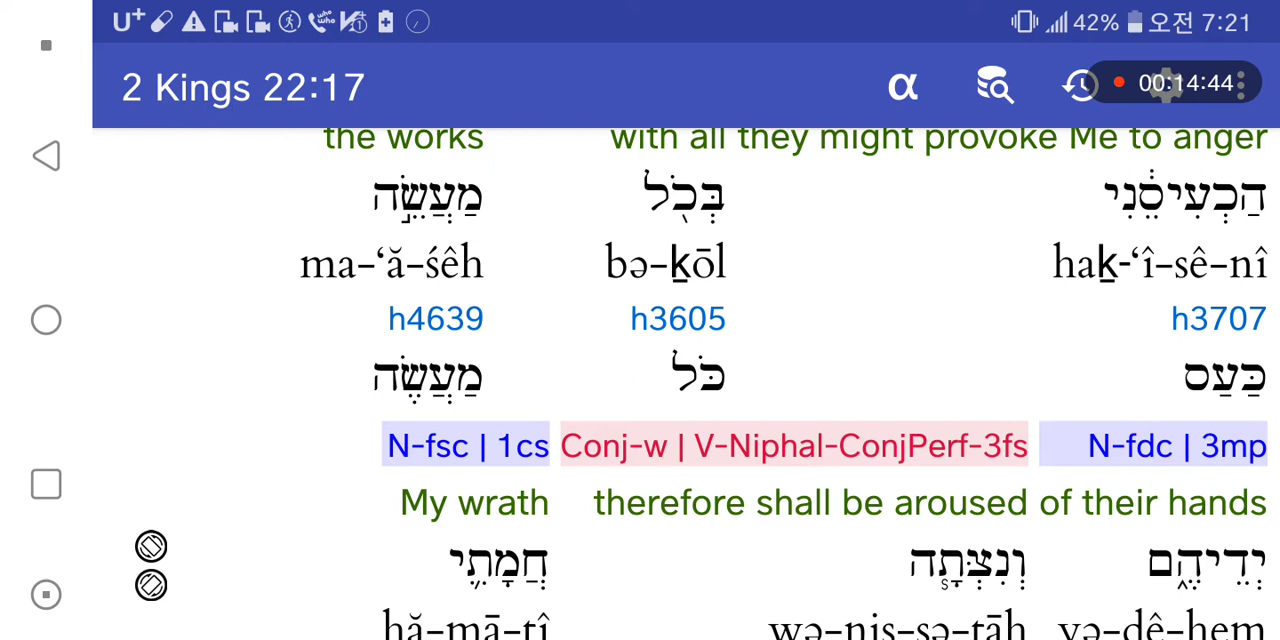 U+ 42% 오전 7:21
2 Kings 22:17 α 00:14:44
the works with all they might provoke Me to anger
הַכְעִיסֵ֔נִי בְּכֹ֖ל מַעֲשֵׂ֣ה
ma-‘ă-śêh bə-ḵōl haḵ-‘î-sê-nî
h4639 h3605 h3707
כַּעַס כֹּל מַעֲשֶׂה
N-fsc | 1cs Conj-w | V-Niphal-ConjPerf-3fs N-fdc | 3mp
My wrath therefore shall be aroused of their hands
יְדֵיהֶ֑ם וְנִצְּתָ֧ה חֲמָתִ֛י
ḥă-mā-ṯî wə-niṣ-ṣə-ṯāh yə-ḏê-hem